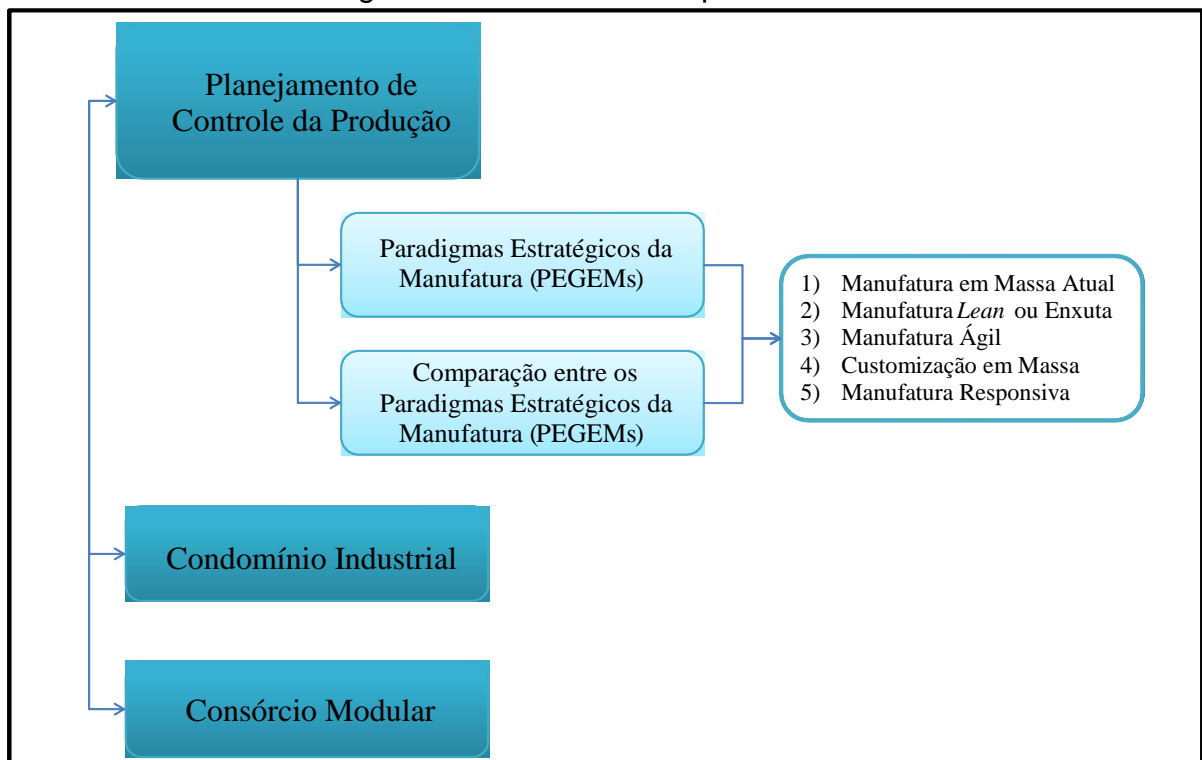 Planejamento de
Controle da Produção
Paradigmas Estratégicos da
Manufatura (PEGEMs)
1) Manufatura em Massa Atual
2) Manufatura Lean ou Enxuta
3) Manufatura Ágil
4) Customização em Massa
5) Manufatura Responsiva
Comparação entre os
Paradigmas Estratégicos da
Manufatura (PEGEMs)
Condomínio Industrial
Consórcio Modular